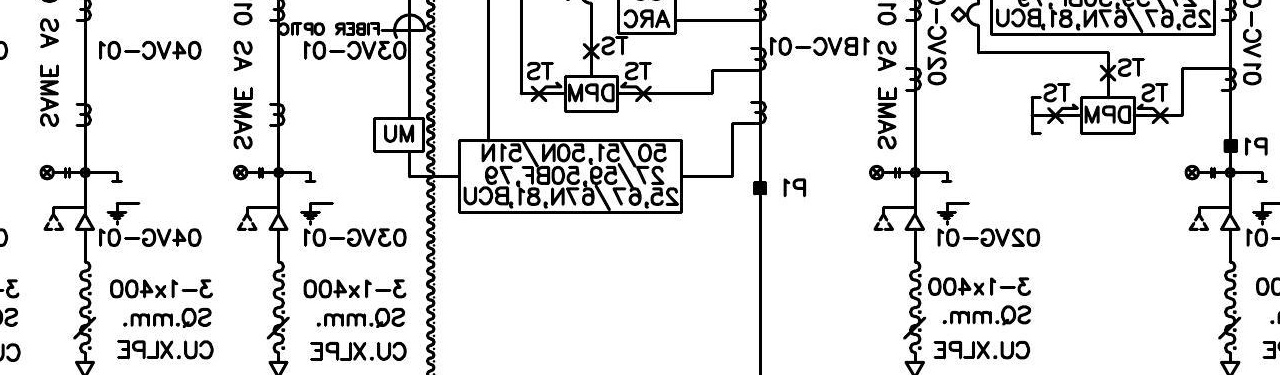 ARC
25,67/67N,81,BCU
FIBER OPTIC
04VC-01
03VC-01
TS
1BVC-01
02VC-0
01VC-0
TS
SAME AS 0
SAME AS 01
SAME AS 01
TS
DPM
TS
TS
DPM
TS
MU
50/51,50N/51N
27/59,50BF,79
25,67/67N,81,BCU
P1
P1
04VG-01
03VG-01
02VG-01
01-
3-1x400
SQ.mm.
CU.XLPE
3-1x400
SQ.mm.
CU.XLPE
3-1x400
SQ.mm.
CU.XLPE